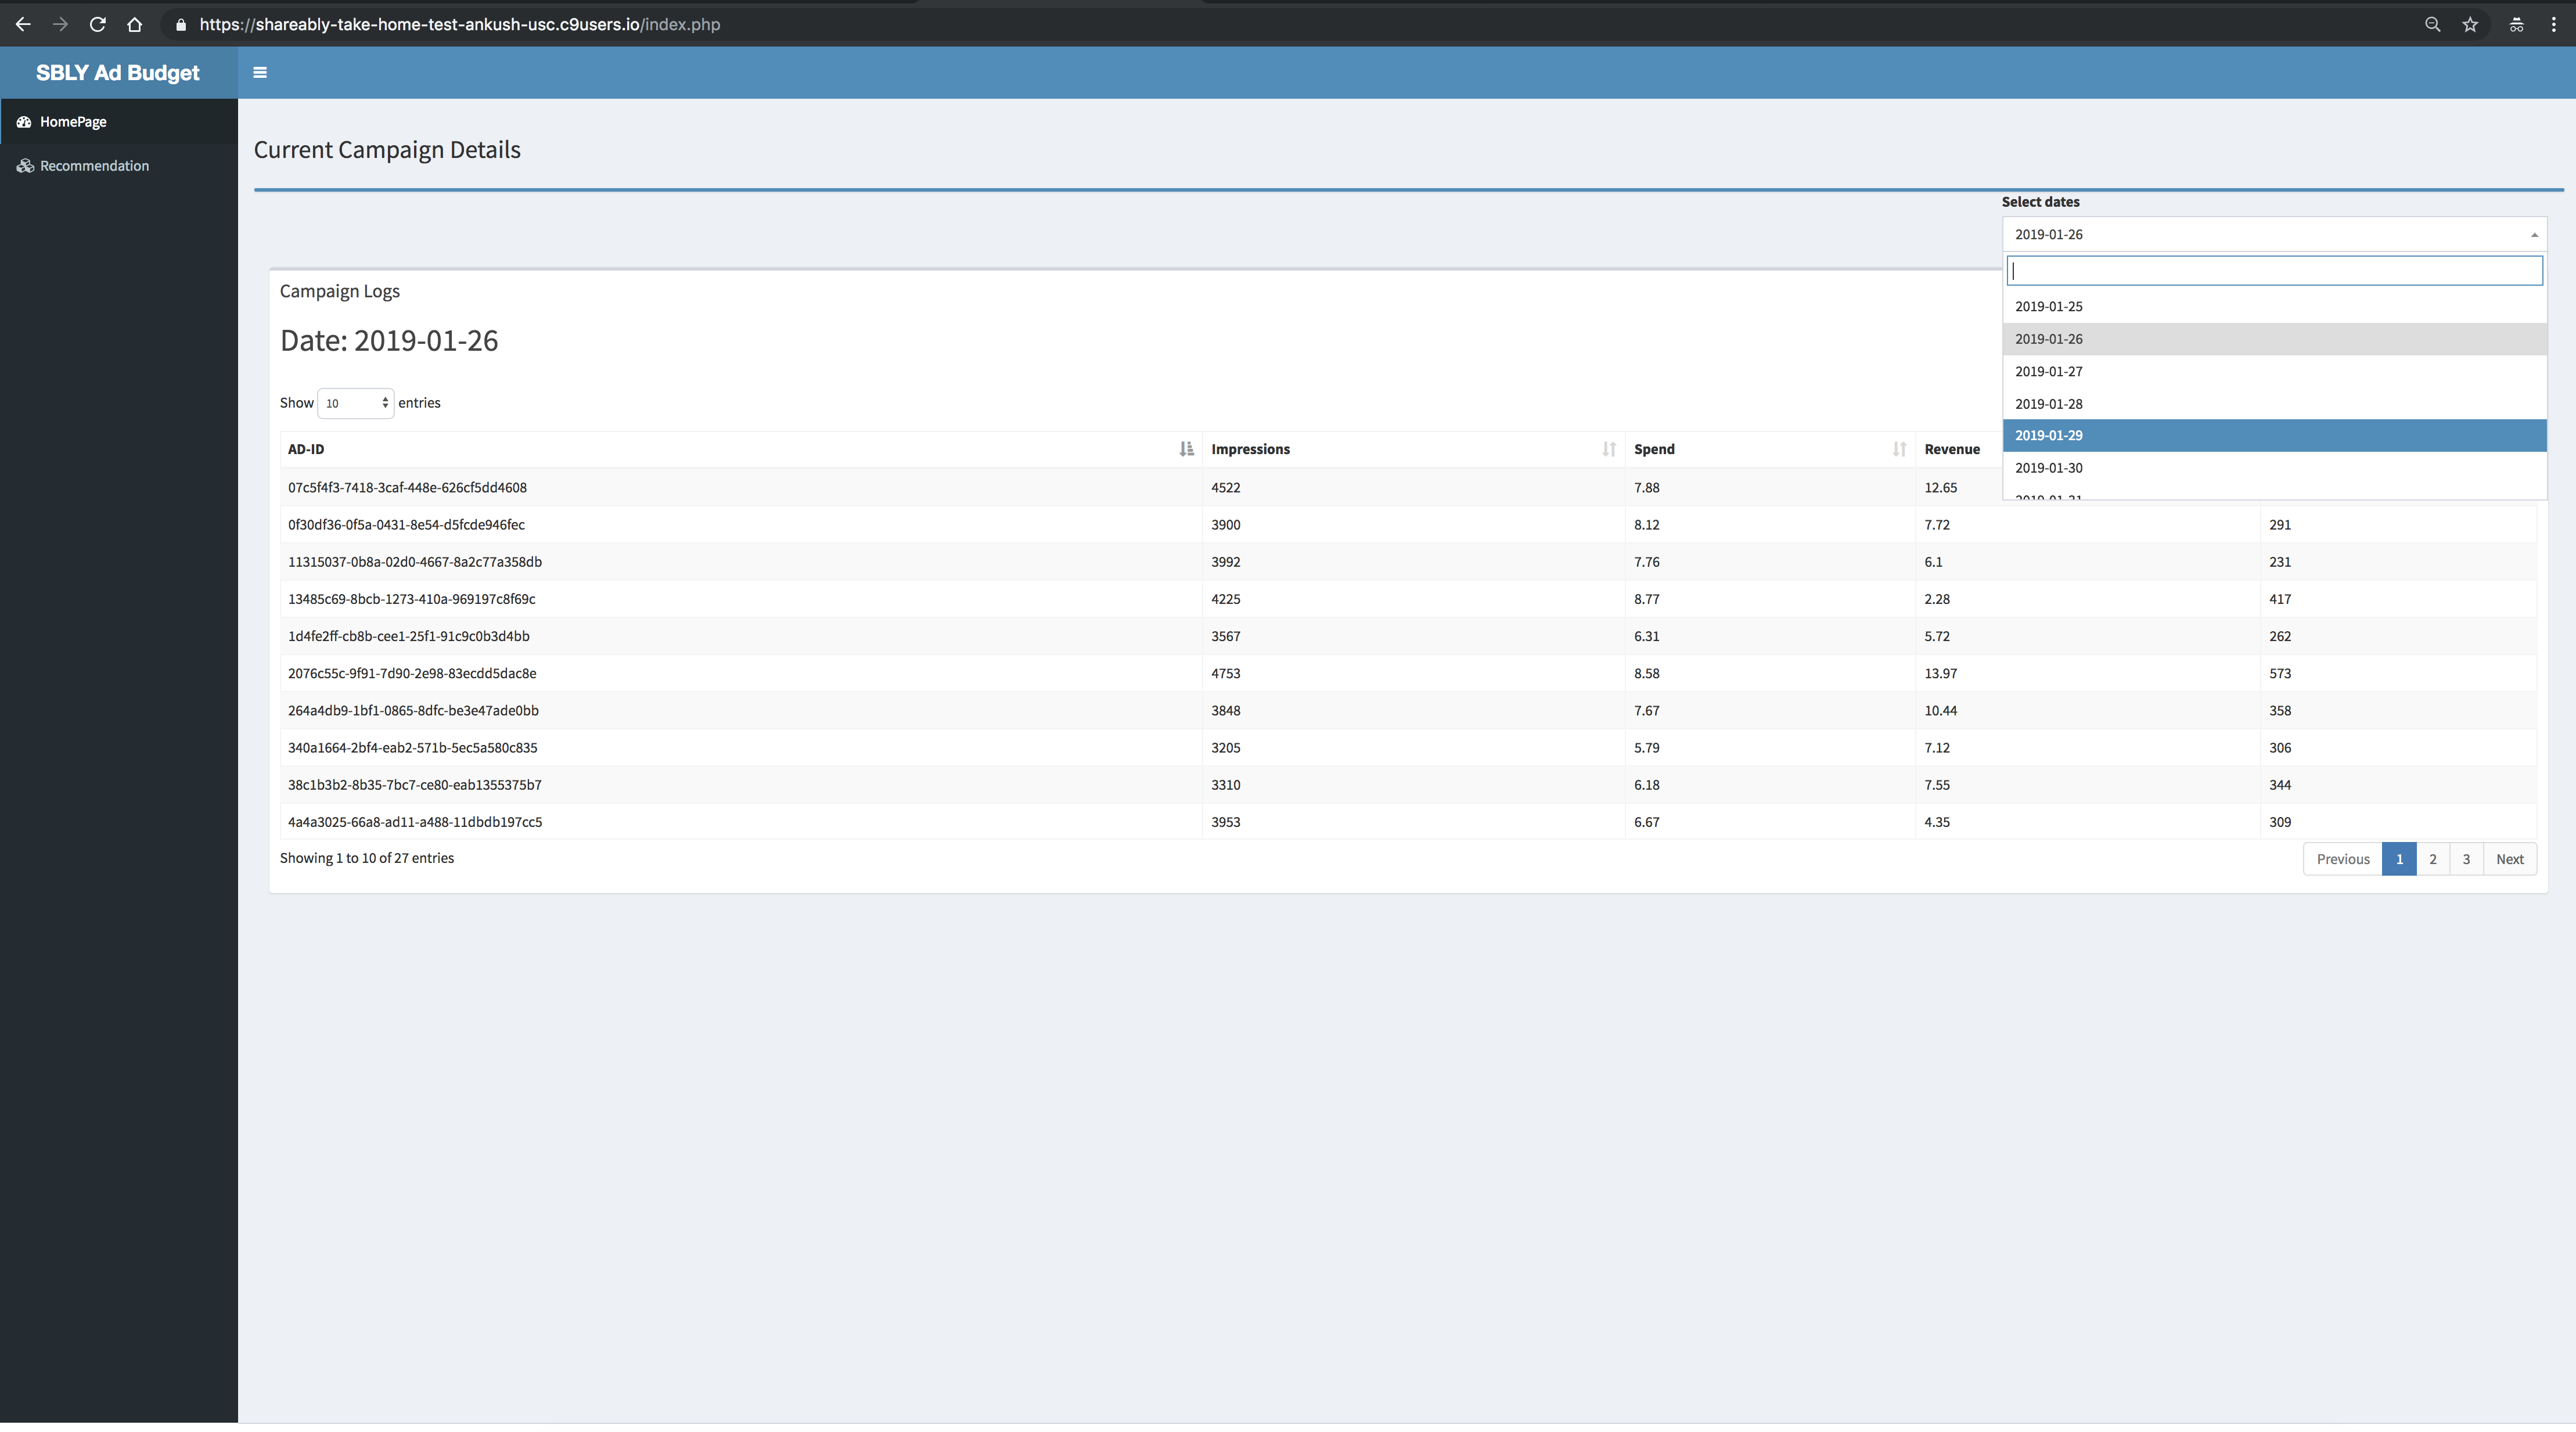 https://shareably-take-home-test-ankush-usc.c9users.io/index.php
SBLY Ad Budget
HomePage
Recommendation
Current Campaign Details
Select dates
2019-01-26
2019-01-25
2019-01-26
2019-01-27
2019-01-28
2019-01-29
2019-01-30
Campaign Logs
Date: 2019-01-26
Show 10 entries
AD-ID Impressions Spend Revenue
07c5f4f3-7418-3caf-448e-626cf5dd4608 4522 7.88 12.65
0f30df36-0f5a-0431-8e54-d5fcde946fec 3900 8.12 7.72 291
11315037-0b8a-02d0-4667-8a2c77a358db 3992 7.76 6.1 231
13485c69-8bcb-1273-410a-969197c8f69c 4225 8.77 2.28 417
1d4fe2ff-cb8b-cee1-25f1-91c9c0b3d4bb 3567 6.31 5.72 262
2076c55c-9f91-7d90-2e98-83ecdd5dac8e 4753 8.58 13.97 573
264a4db9-1bf1-0865-8dfc-be3e47ade0bb 3848 7.67 10.44 358
340a1664-2bf4-eab2-571b-5ec5a580c835 3205 5.79 7.12 306
38c1b3b2-8b35-7bc7-ce80-eab1355375b7 3310 6.18 7.55 344
4a4a3025-66a8-ad11-a488-11dbdb197cc5 3953 6.67 4.35 309
Showing 1 to 10 of 27 entries
Previous 1 2 3 Next